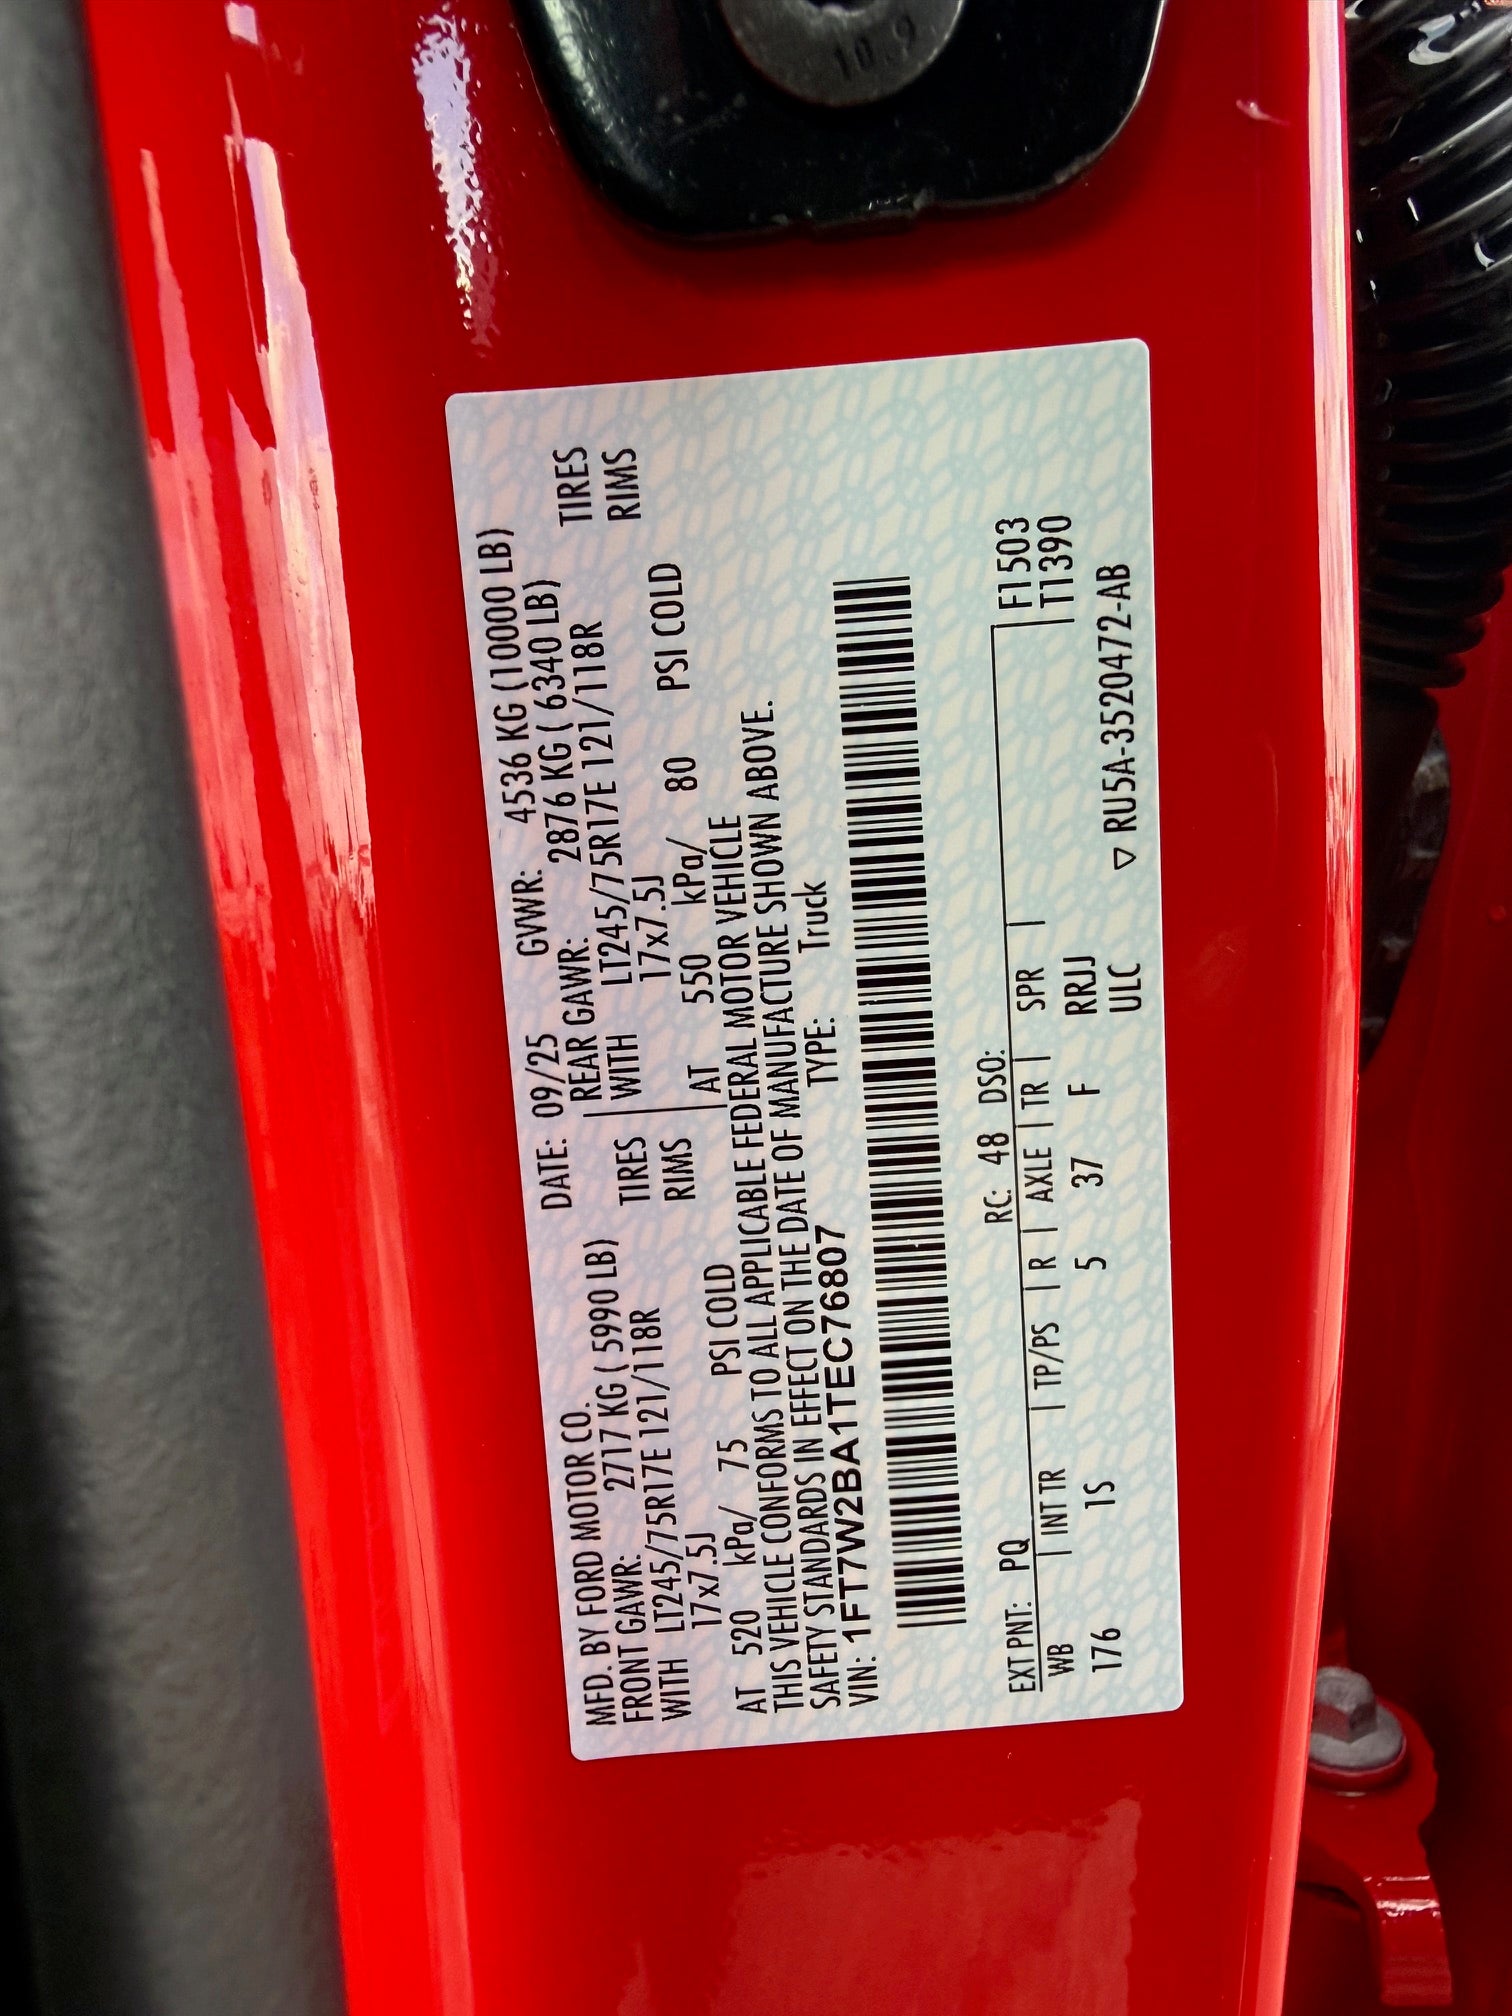 18.9
MFD. BY FORD MOTOR CO.
DATE: 09/25
GVWR: 4536 KG (10000 LB)
FRONT GAWR: 2717 KG ( 5990 LB)
WITH LT245/75R17E 121/118R TIRES
17x7.5J RIMS
AT 520 kPa/ 75 PSI COLD
REAR GAWR: 2876 KG ( 6340 LB)
WITH LT245/75R17E 121/118R TIRES
17x7.5J RIMS
AT 550 kPa/ 80 PSI COLD
THIS VEHICLE CONFORMS TO ALL APPLICABLE FEDERAL MOTOR VEHICLE
SAFETY STANDARDS IN EFFECT ON THE DATE OF MANUFACTURE SHOWN ABOVE.
VIN: 1FT7W2BA1TEC76807 TYPE: Truck
EXT PNT: PQ RC: 48 DSO:
F1503
WB | INT TR | TP/PS | R | AXLE | TR | SPR | T1390
176 1S 5 37 F RRJJ
ULC ▽ RU5A-3520472-AB